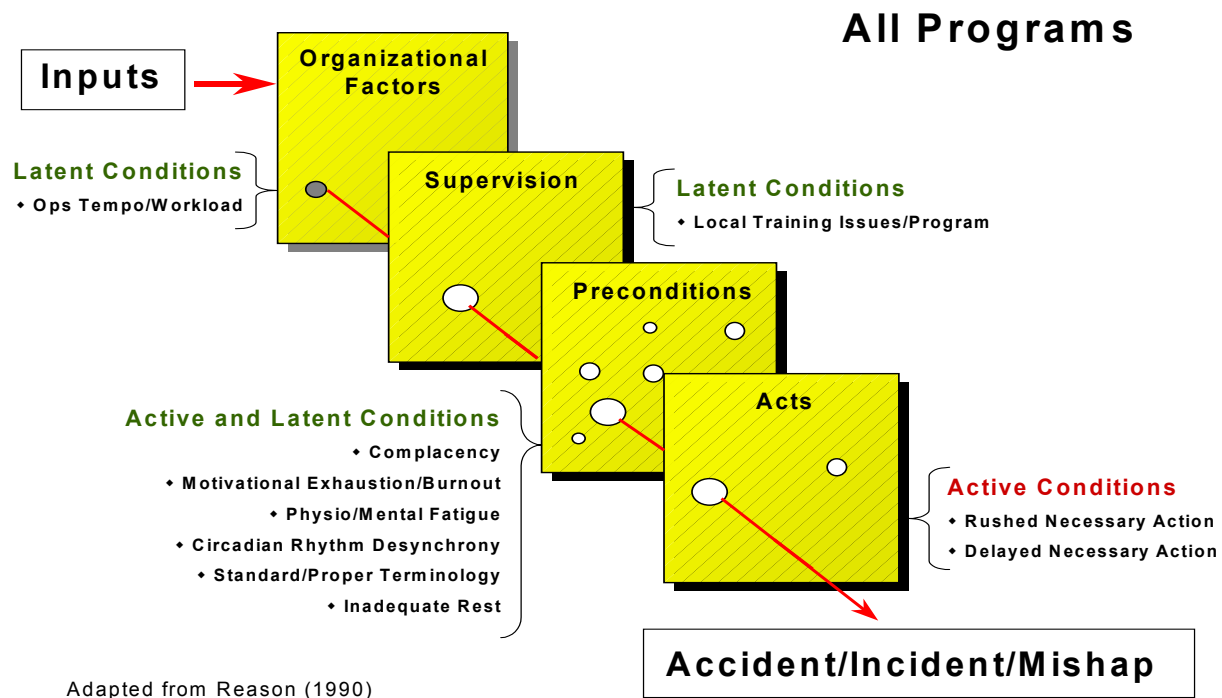 All Programs
Inputs
Organizational
Factors
Latent Conditions
◆ Ops Tempo/Workload
Supervision
Latent Conditions
◆ Local Training Issues/Program
Preconditions
Active and Latent Conditions
◆ Complacency
◆ Motivational Exhaustion/Burnout
◆ Physio/Mental Fatigue
◆ Circadian Rhythm Desynchrony
◆ Standard/Proper Terminology
◆ Inadequate Rest
Acts
Active Conditions
◆ Rushed Necessary Action
◆ Delayed Necessary Action
Accident/Incident/Mishap
Adapted from Reason (1990)